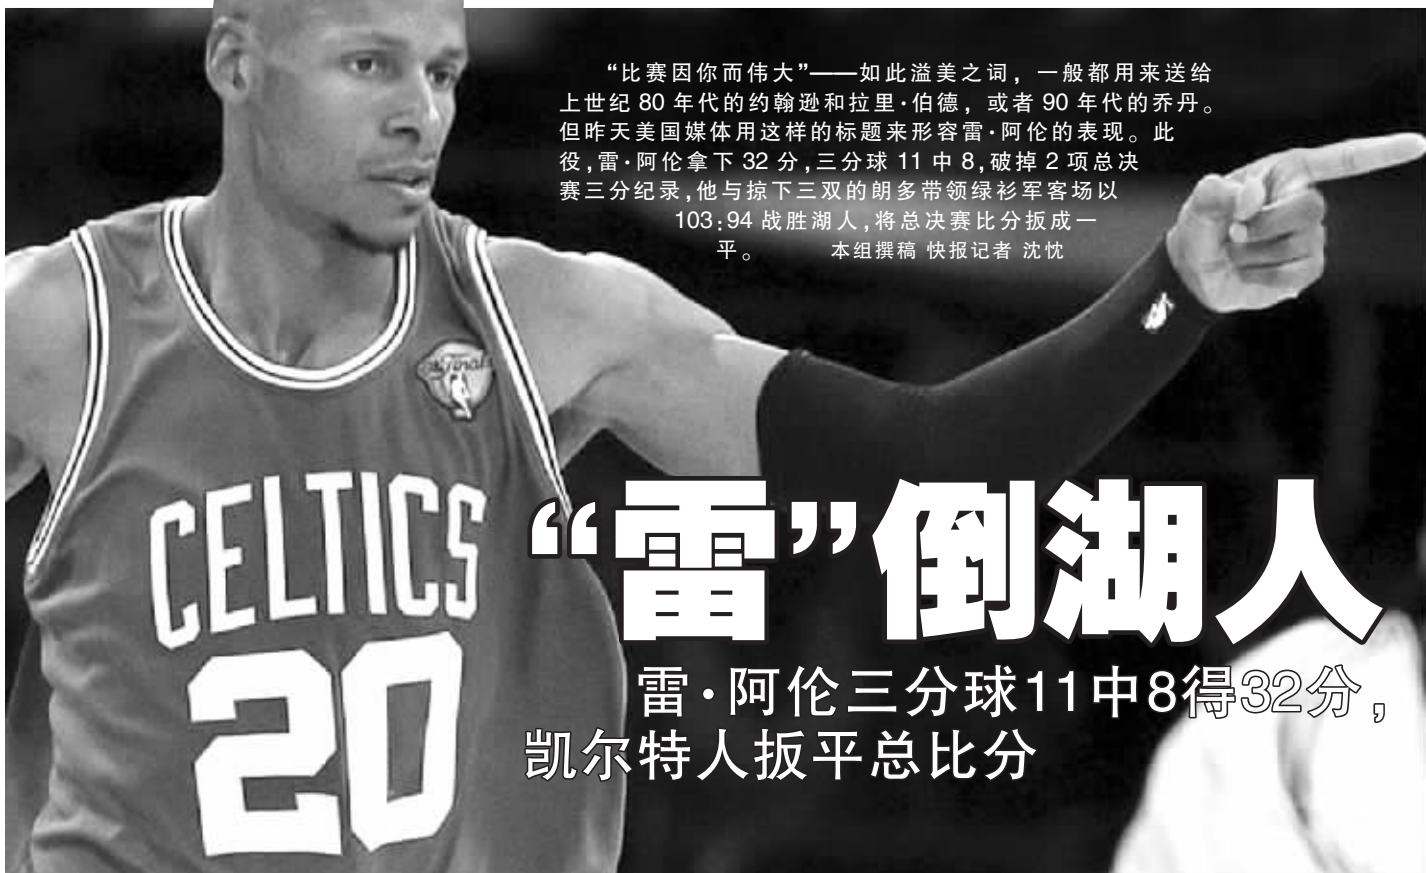 “比赛因你而伟大”——如此溢美之词，一般都用来送给
上世纪 80 年代的约翰逊和拉里·伯德，或者 90 年代的乔丹。
但昨天美国媒体用这样的标题来形容雷·阿伦的表现。此
役，雷·阿伦拿下 32 分，三分球 11 中 8，破掉 2 项总决
赛三分纪录，他与掠下三双的朗多带领绿衫军客场以
103:94 战胜湖人，将总决赛比分扳成一
平。 本组撰稿 快报记者 沈忱
CELTICS
20
“雷”倒湖人
雷·阿伦三分球11中8得32分，
凯尔特人扳平总比分